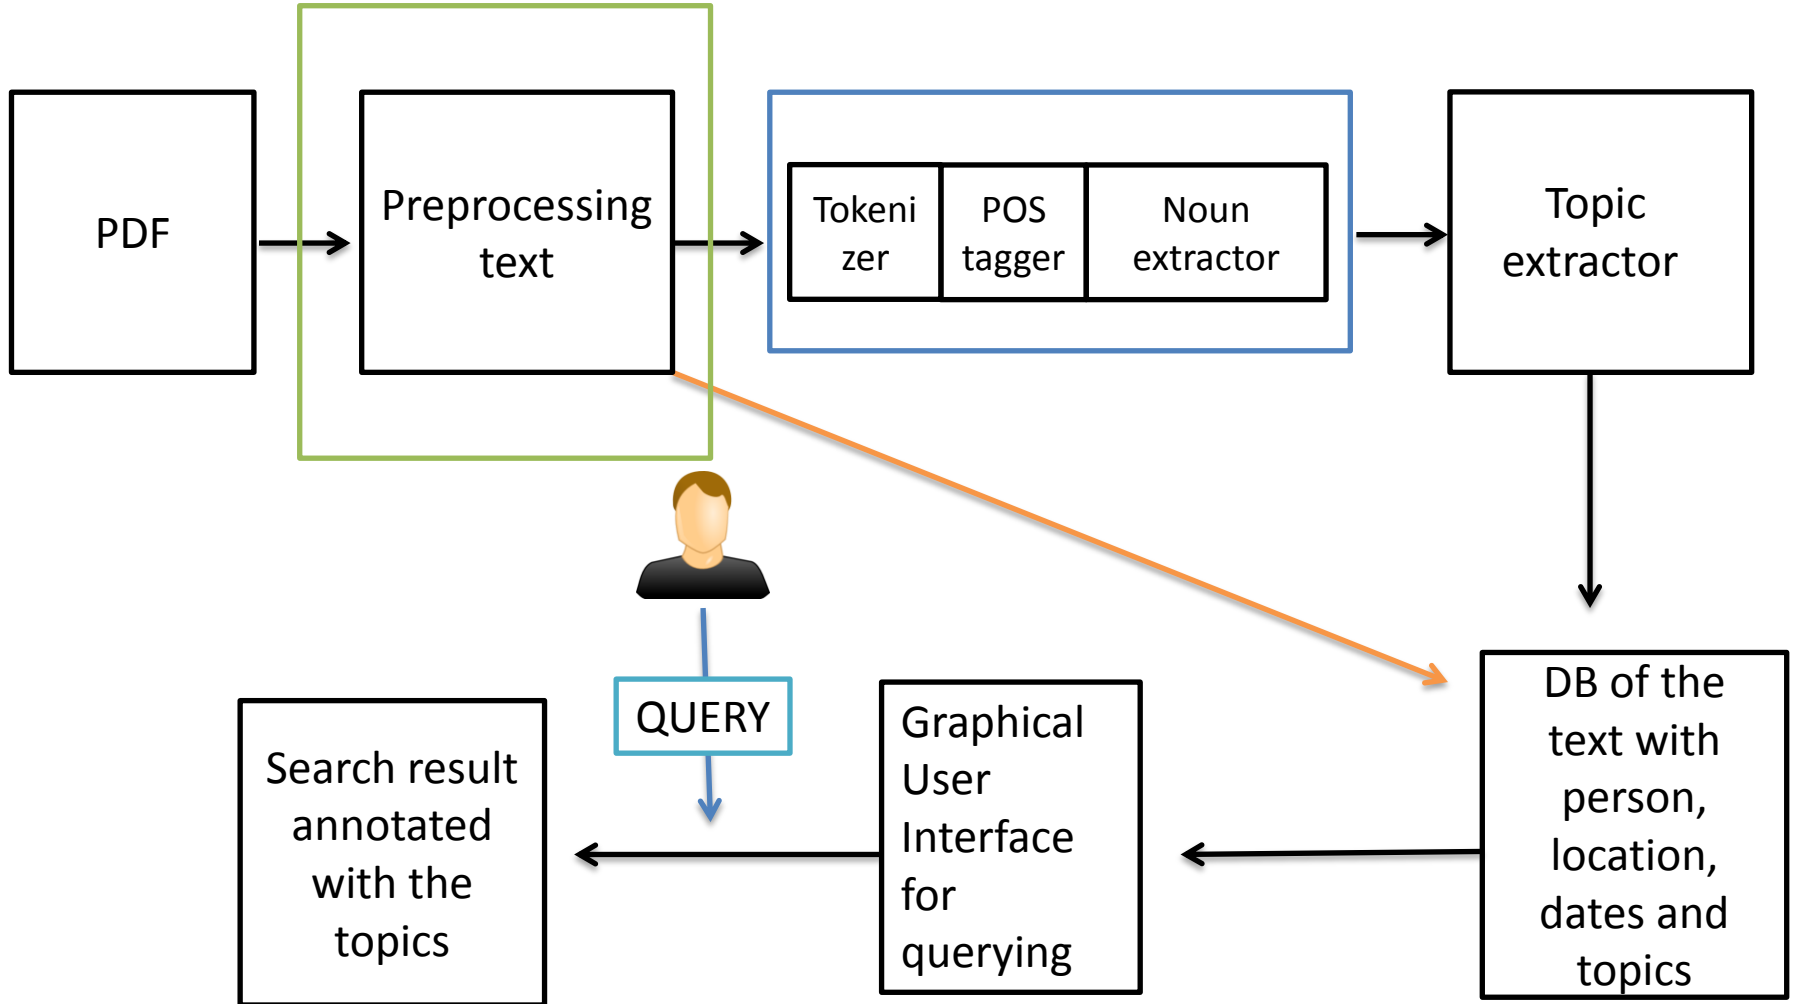 PDF
Preprocessing
text
Tokeni
zer
POS
tagger
Noun
extractor
Topic
extractor
QUERY
Search result
annotated
with the
topics
Graphical
User
Interface
for
querying
DB of the
text with
person,
location,
dates and
topics